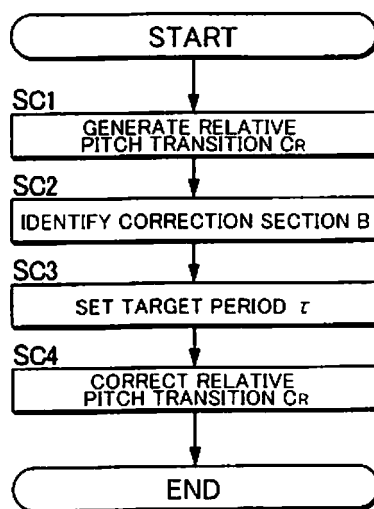 START
SC1
GENERATE RELATIVE
PITCH TRANSITION CR
SC2
IDENTIFY CORRECTION SECTION B
SC3
SET TARGET PERIOD τ
SC4
CORRECT RELATIVE
PITCH TRANSITION CR
END